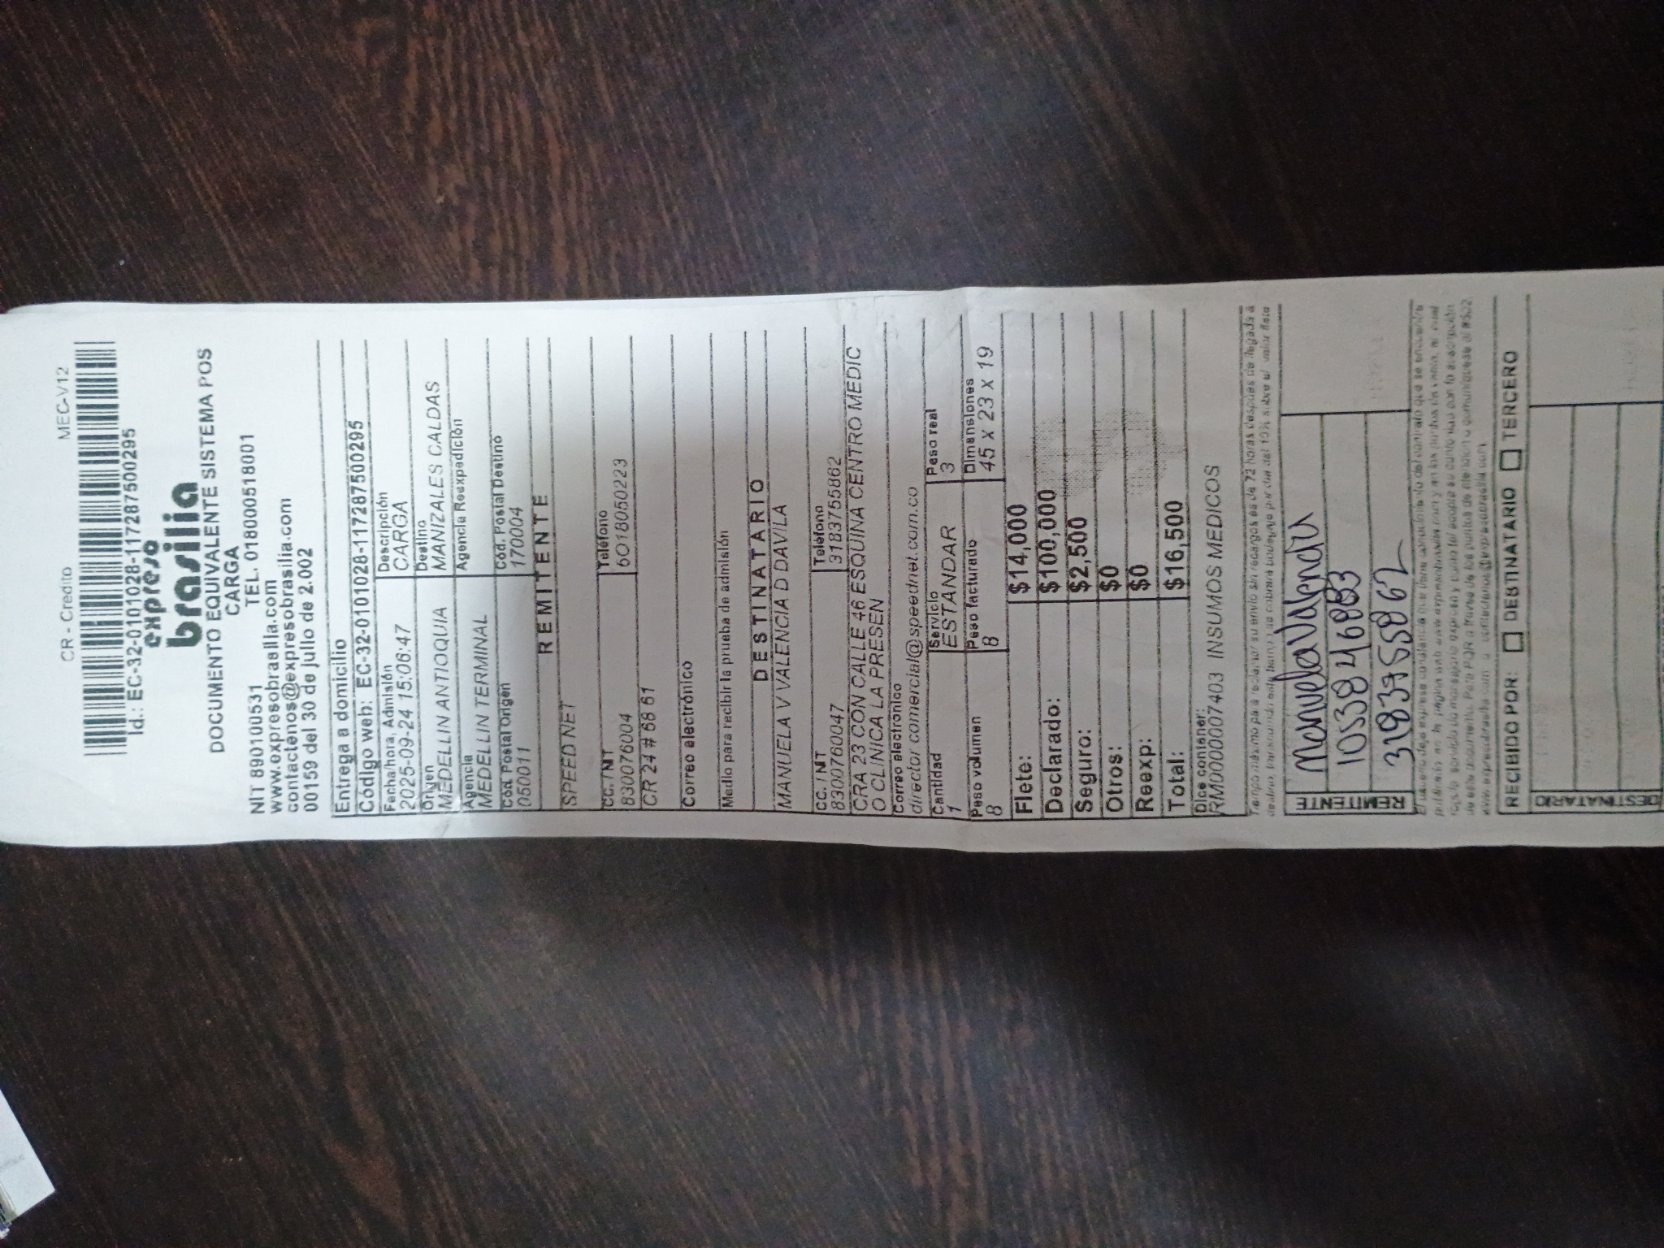 CR - Credito MEC-V12
Id.: EC-32-0101028-117287500295
expreso
brasilia
DOCUMENTO EQUIVALENTE SISTEMA POS
CARGA
NIT 890100531 TEL. 018000518001
www.expresobrasilia.com
contactenos@expresobrasilia.com
00159 del 30 de julio de 2.002
Entrega a domicilio
Código web: EC-32-0101028-117287500295
Fecha/hora, Admisión Descripción
2025-09-24 15:06:47 CARGA
Origen Destino
MEDELLIN ANTIOQUIA MANIZALES CALDAS
Agencia Agencia Reexpedición
MEDELLIN TERMINAL
Cód. Postal Origen Cód. Postal Destino
050011 170004
REMITENTE
SPEED NET
CC. / NIT Teléfono
830076004 6018050223
CR 24 # 66 61
Correo electrónico
Medio para recibir la prueba de admisión
DESTINATARIO
MANUELA V VALENCIA D DAVILA
CC. / NIT Teléfono
8300760047 3183755862
CRA 23 CON CALLE 46 ESQUINA CENTRO MEDIC
O CLINICA LA PRESEN
Correo electrónico
director.comercial@speednet.com.co
Cantidad Servicio Peso real
1 ESTANDAR 3
Peso volumen Peso facturado Dimensiones
8 8 45 x 23 x 19
Flete: $14,000
Declarado: $100,000
Seguro: $2,500
Otros: $0
Reexp: $0
Total: $16,500
Dice contener:
RM0000007403 INSUMOS MEDICOS
REMITENTE
Manuela Valencia
1053846883
3183755862
RECIBIDO POR: DESTINATARIO TERCERO
DESTINATARIO